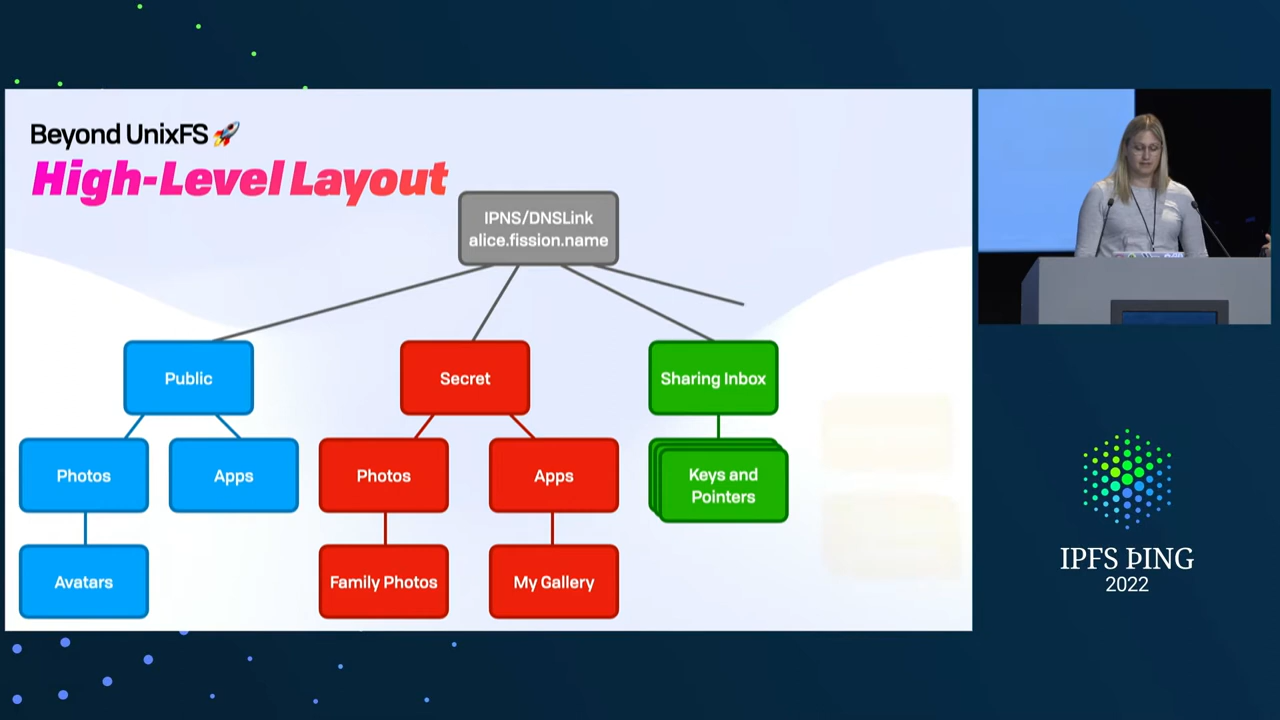 Beyond UnixFS 🚀
High-Level Layout
IPNS/DNSLink
alice.fission.name
Public
Secret
Sharing Inbox
Photos
Apps
Photos
Apps
Keys and
Pointers
Avatars
Family Photos
My Gallery
IPFS ÞING
2022